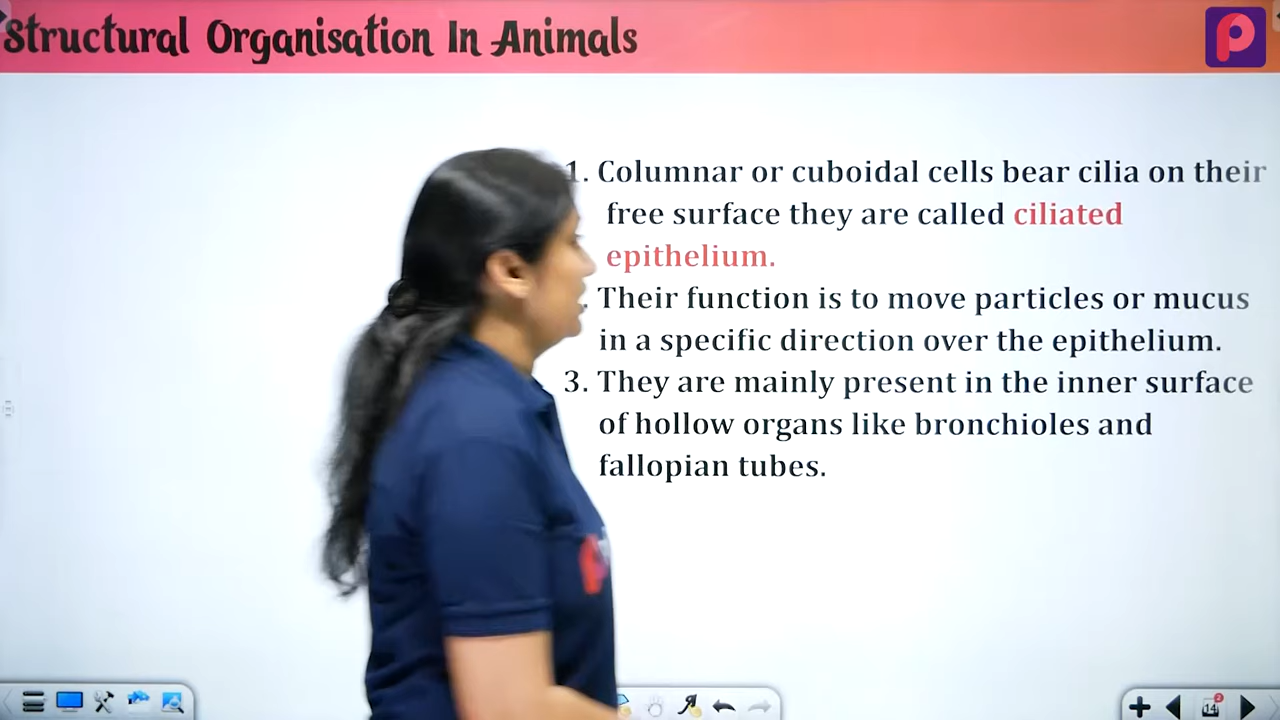 Structural Organisation In Animals
1. Columnar or cuboidal cells bear cilia on their
free surface they are called ciliated
epithelium.
. Their function is to move particles or mucus
in a specific direction over the epithelium.
3. They are mainly present in the inner surface
of hollow organs like bronchioles and
fallopian tubes.
14
2